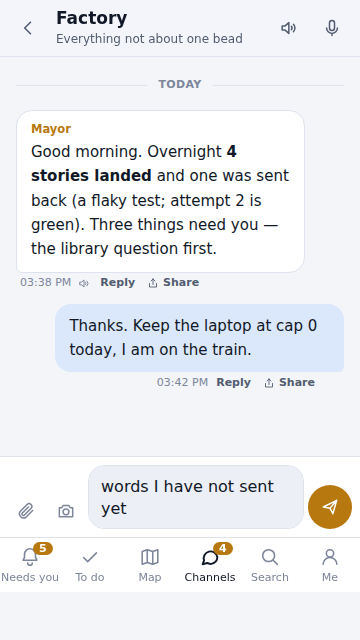 Factory
Everything not about one bead
TODAY
Mayor
Good morning. Overnight 4
stories landed and one was sent
back (a flaky test; attempt 2 is
green). Three things need you —
the library question first.
03:38 PM Reply Share
Thanks. Keep the laptop at cap 0
today, I am on the train.
03:42 PM Reply Share
words I have not sent
yet
5 4
Needs you To do Map Channels Search Me